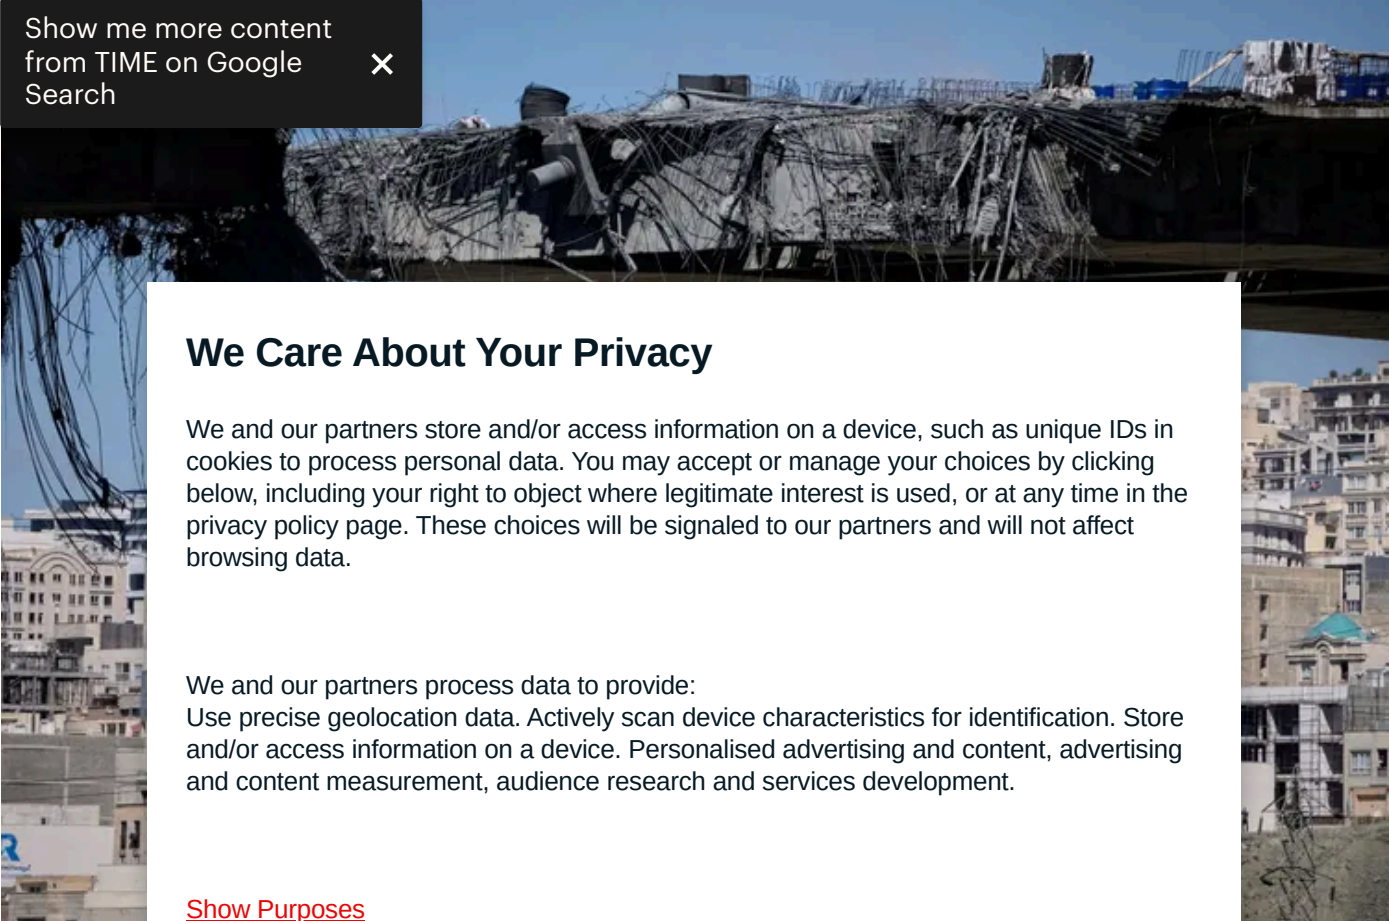 Show me more content
from TIME on Google
Search
We Care About Your Privacy
We and our partners store and/or access information on a device, such as unique IDs in
cookies to process personal data. You may accept or manage your choices by clicking
below, including your right to object where legitimate interest is used, or at any time in the
privacy policy page. These choices will be signaled to our partners and will not affect
browsing data.
We and our partners process data to provide:
Use precise geolocation data. Actively scan device characteristics for identification. Store
and/or access information on a device. Personalised advertising and content, advertising
and content measurement, audience research and services development.
R
Show Purposes